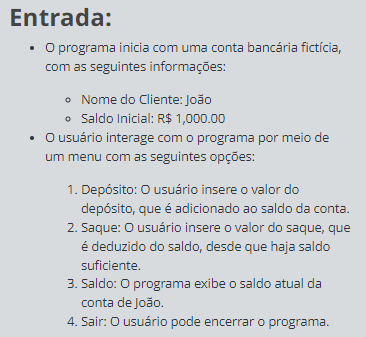 Entrada:
• O programa inicia com uma conta bancária fictícia,
com as seguintes informações:
◦ Nome do Cliente: João
◦ Saldo Inicial: R$ 1,000.00
• O usuário interage com o programa por meio de
um menu com as seguintes opções:
1. Depósito: O usuário insere o valor do
depósito, que é adicionado ao saldo da conta.
2. Saque: O usuário insere o valor do saque, que
é deduzido do saldo, desde que haja saldo
suficiente.
3. Saldo: O programa exibe o saldo atual da
conta de João.
4. Sair: O usuário pode encerrar o programa.